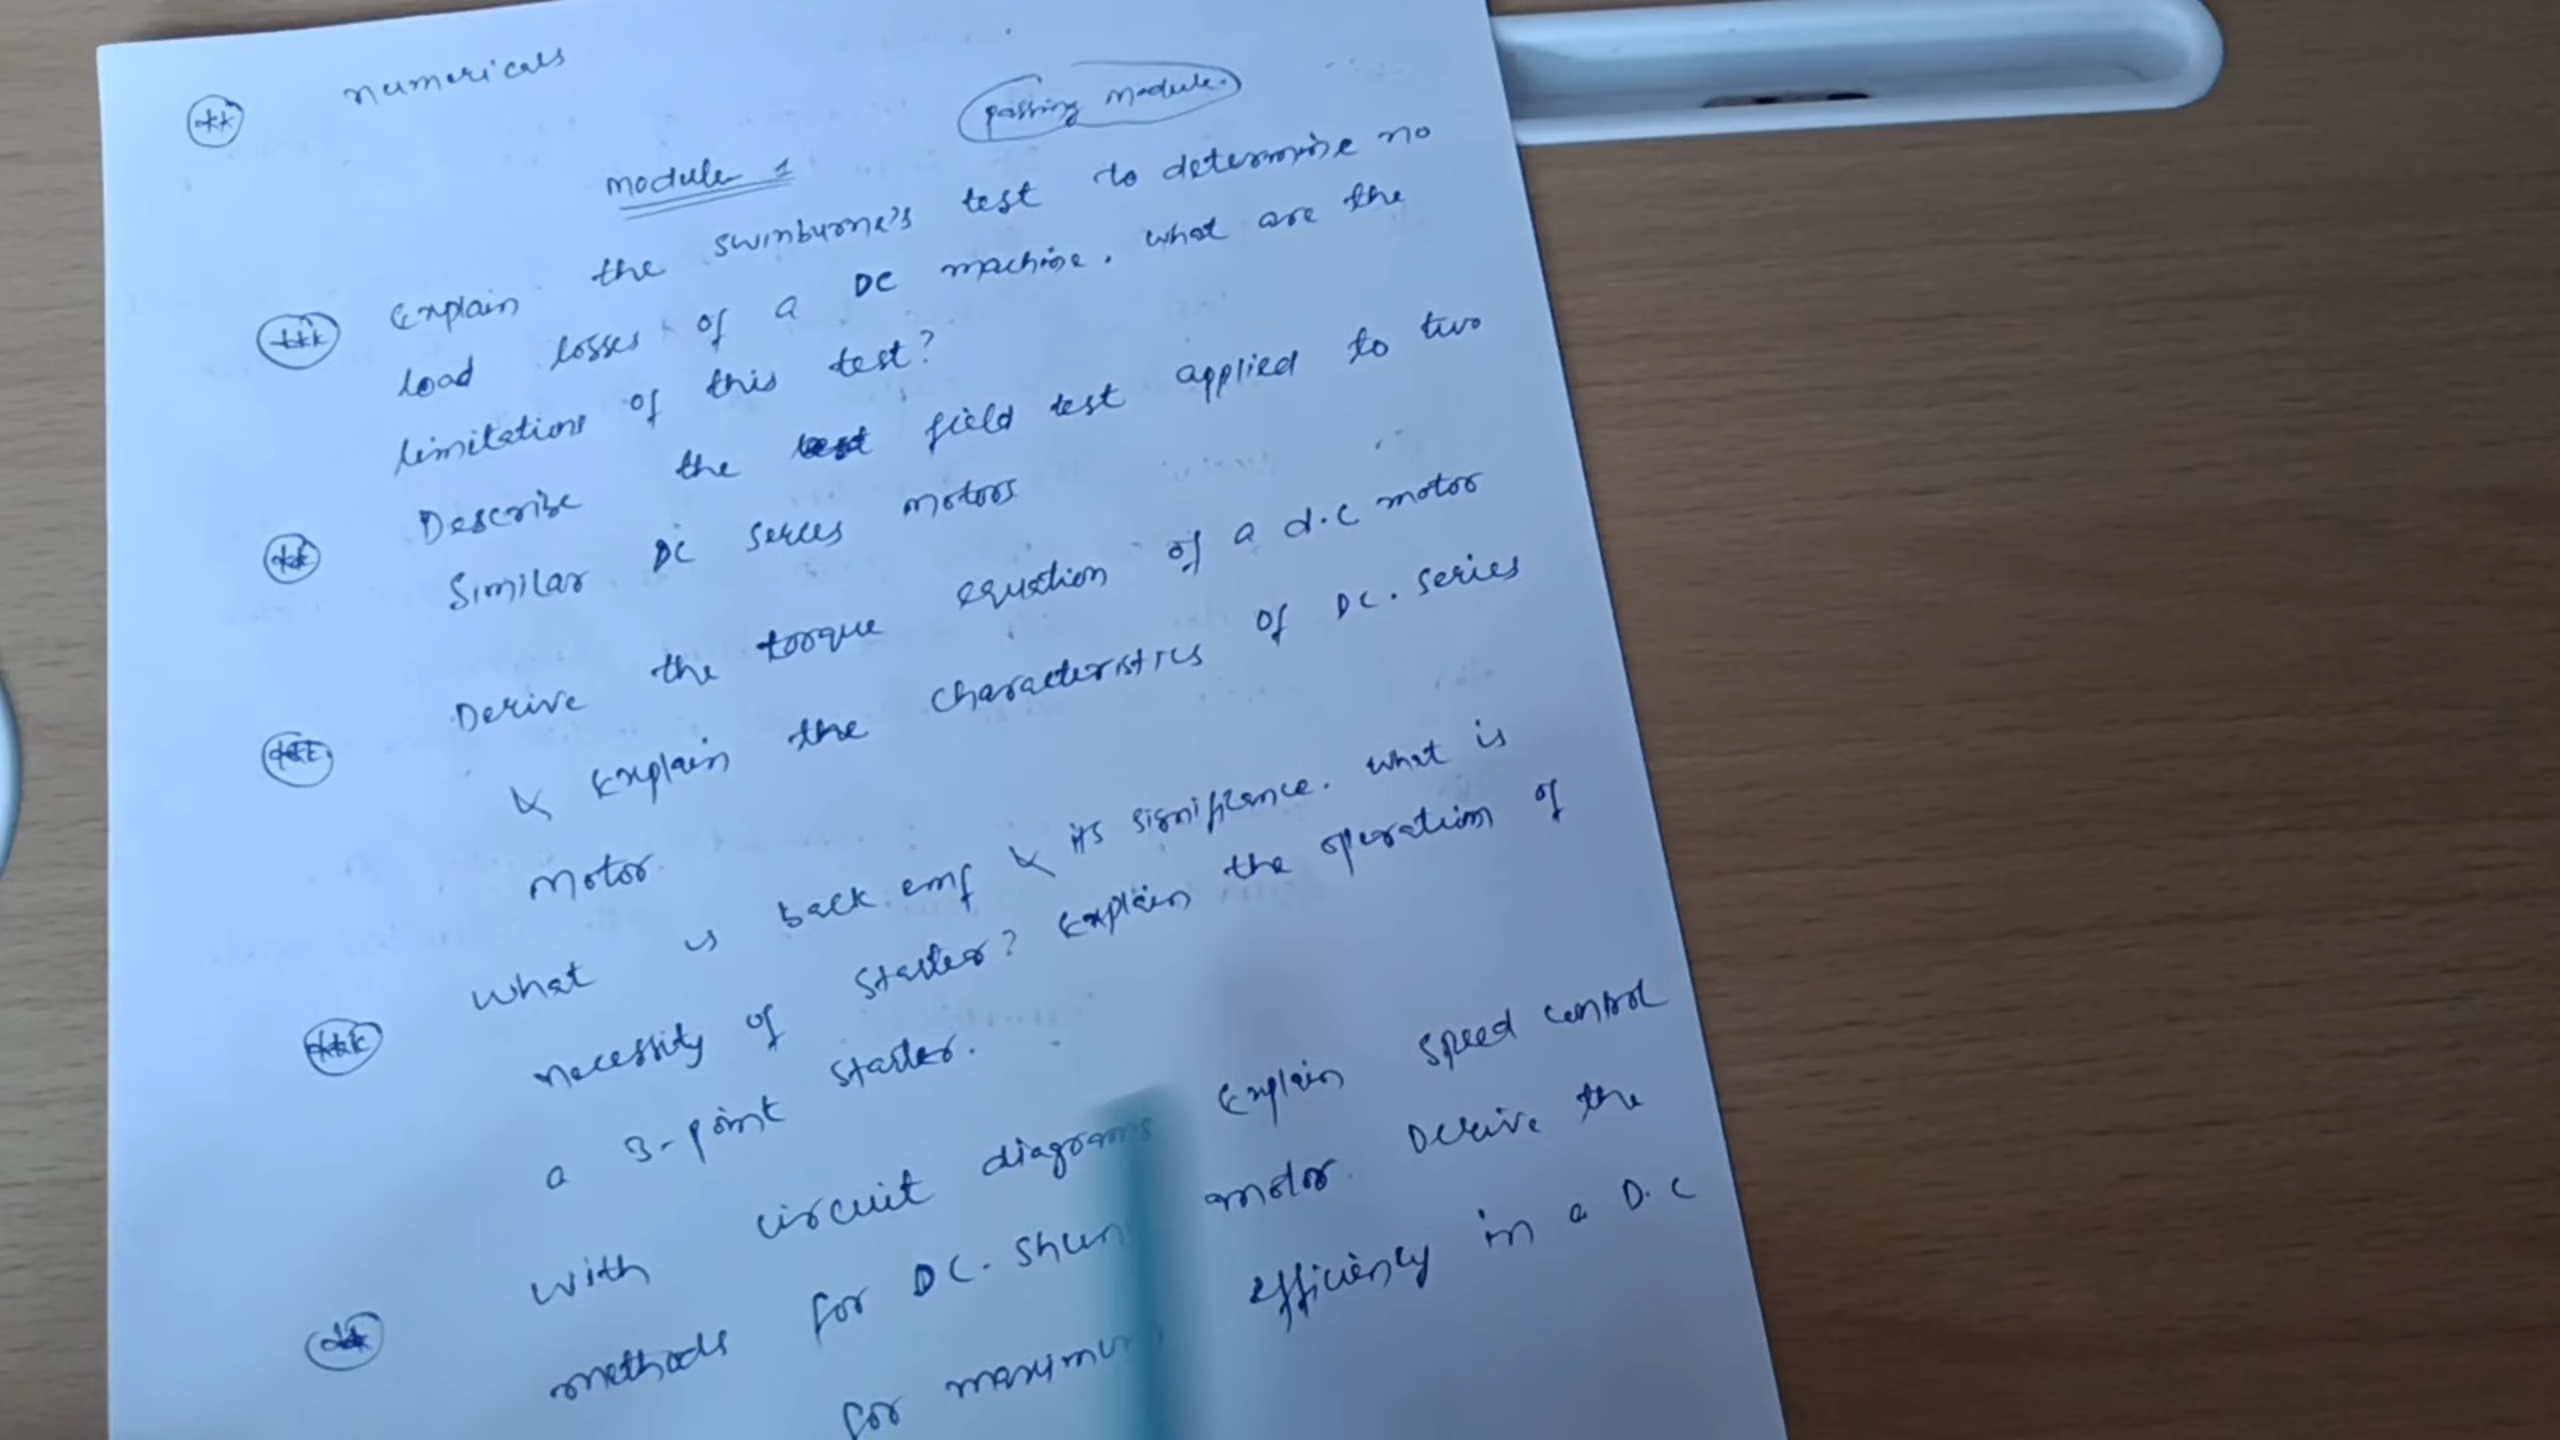 ** numericals
passing module.
Module 1
*** Explain the swinburne's test to determine no
load losses of a DC machine. what are the
limitations of this test?
** Describe the field test applied to two
Similar DC series motors
*** Derive the torque equation of a d.c motor
& Explain the characteristics of DC. series
motor.
*** what is back emf & its signifiance. what is
necessity of starter? Explain the operation of
a 3-point starter.
** with circuit diagrams Explain speed control
methods for DC. Shun motor. Derive the
for maximu efficiency in a D.C